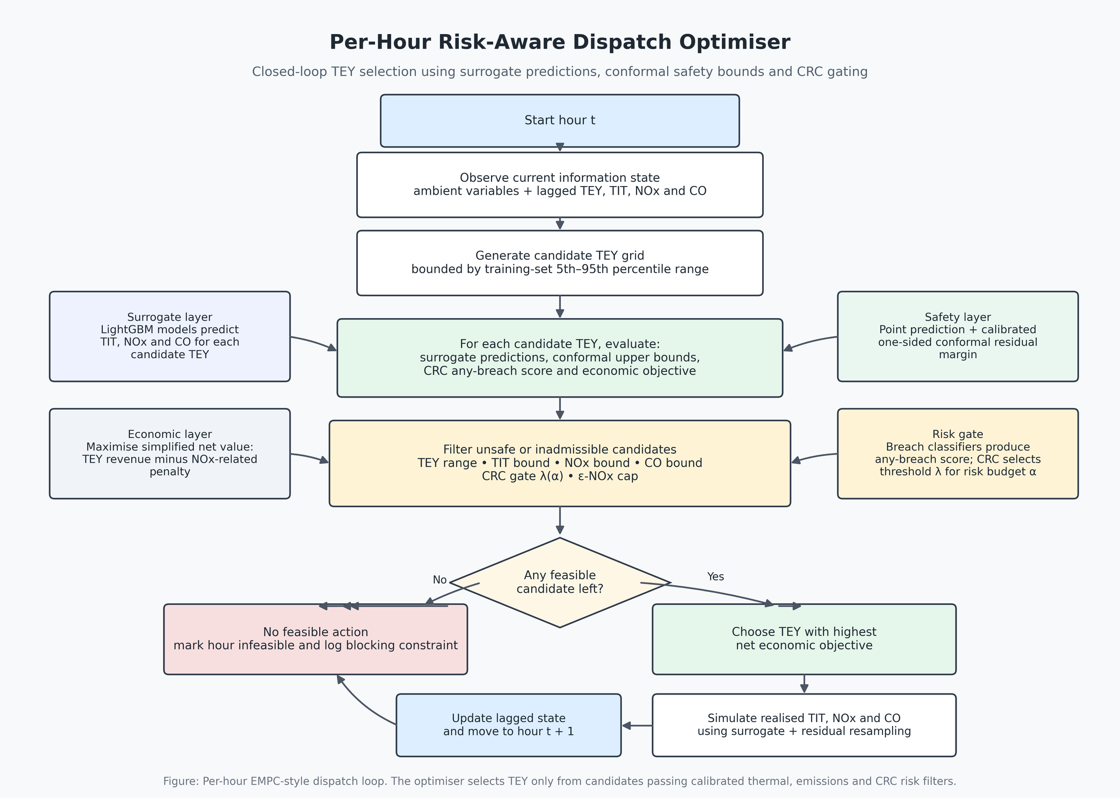 Per-Hour Risk-Aware Dispatch Optimiser
Closed-loop TEY selection using surrogate predictions, conformal safety bounds and CRC gating
Start hour t
Observe current information state
ambient variables + lagged TEY, TIT, NOx and CO
Generate candidate TEY grid
bounded by training-set 5th–95th percentile range
Surrogate layer
LightGBM models predict
TIT, NOx and CO for each
candidate TEY
For each candidate TEY, evaluate:
surrogate predictions, conformal upper bounds,
CRC any-breach score and economic objective
Safety layer
Point prediction + calibrated
one-sided conformal residual
margin
Economic layer
Maximise simplified net value:
TEY revenue minus NOx-related
penalty
Filter unsafe or inadmissible candidates
TEY range • TIT bound • NOx bound • CO bound
CRC gate λ(α) • ε-NOx cap
Risk gate
Breach classifiers produce
any-breach score; CRC selects
threshold λ for risk budget α
Any feasible
candidate left?
No
Yes
No feasible action
mark hour infeasible and log blocking constraint
Choose TEY with highest
net economic objective
Update lagged state
and move to hour t + 1
Simulate realised TIT, NOx and CO
using surrogate + residual resampling
Figure: Per-hour EMPC-style dispatch loop. The optimiser selects TEY only from candidates passing calibrated thermal, emissions and CRC risk filters.